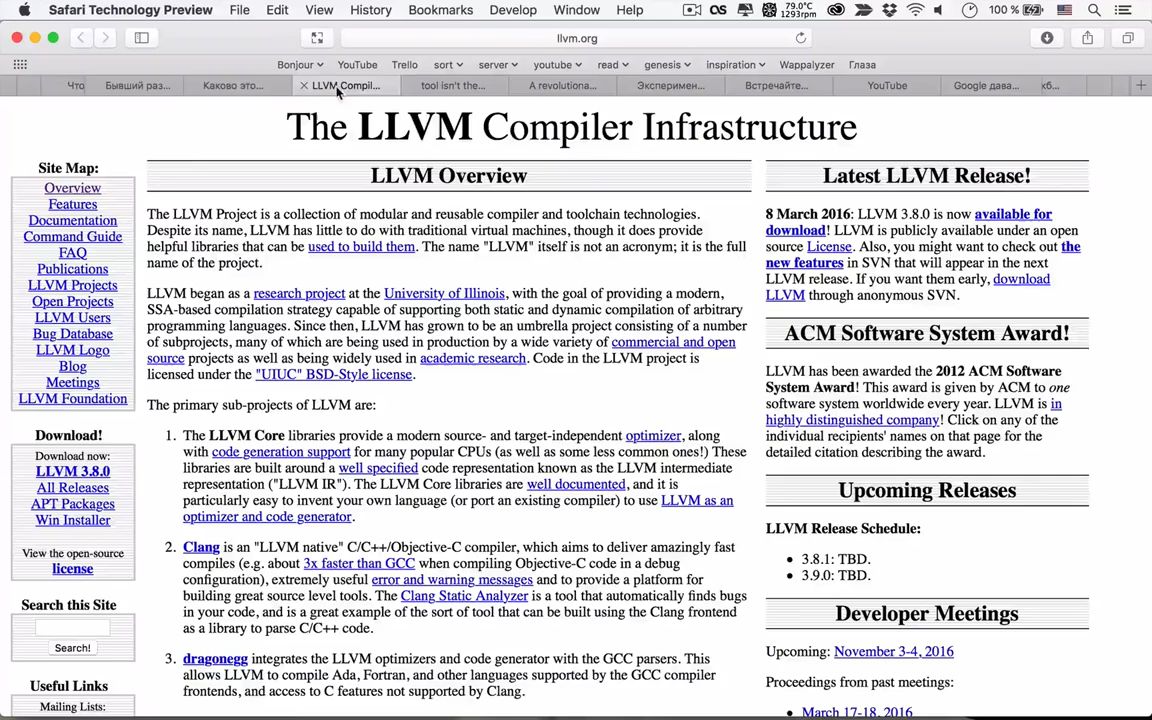 Safari Technology Preview File Edit View History Bookmarks Develop Window Help 79.0°C 1293rpm 100 %
llvm.org
Bonjour YouTube Trello sort server youtube read genesis inspiration Wappalyzer Глаза
Что Бывший раз... Каково это... LLVM Compil... tool isn't the... A revolutiona... Эксперимен... Встречайте... YouTube Google дава... кб...
The LLVM Compiler Infrastructure
Site Map:
Overview
Features
Documentation
Command Guide
FAQ
Publications
LLVM Projects
Open Projects
LLVM Users
Bug Database
LLVM Logo
Blog
Meetings
LLVM Foundation
Download!
Download now:
LLVM 3.8.0
All Releases
APT Packages
Win Installer
View the open-source
license
Search this Site
Search!
Useful Links
Mailing Lists:
LLVM Overview
The LLVM Project is a collection of modular and reusable compiler and toolchain technologies.
Despite its name, LLVM has little to do with traditional virtual machines, though it does provide
helpful libraries that can be used to build them. The name "LLVM" itself is not an acronym; it is the full
name of the project.
LLVM began as a research project at the University of Illinois, with the goal of providing a modern,
SSA-based compilation strategy capable of supporting both static and dynamic compilation of arbitrary
programming languages. Since then, LLVM has grown to be an umbrella project consisting of a number
of subprojects, many of which are being used in production by a wide variety of commercial and open
source projects as well as being widely used in academic research. Code in the LLVM project is
licensed under the "UIUC" BSD-Style license.
The primary sub-projects of LLVM are:
1. The LLVM Core libraries provide a modern source- and target-independent optimizer, along
with code generation support for many popular CPUs (as well as some less common ones!) These
libraries are built around a well specified code representation known as the LLVM intermediate
representation ("LLVM IR"). The LLVM Core libraries are well documented, and it is
particularly easy to invent your own language (or port an existing compiler) to use LLVM as an
optimizer and code generator.
2. Clang is an "LLVM native" C/C++/Objective-C compiler, which aims to deliver amazingly fast
compiles (e.g. about 3x faster than GCC when compiling Objective-C code in a debug
configuration), extremely useful error and warning messages and to provide a platform for
building great source level tools. The Clang Static Analyzer is a tool that automatically finds bugs
in your code, and is a great example of the sort of tool that can be built using the Clang frontend
as a library to parse C/C++ code.
3. dragonegg integrates the LLVM optimizers and code generator with the GCC parsers. This
allows LLVM to compile Ada, Fortran, and other languages supported by the GCC compiler
frontends, and access to C features not supported by Clang.
Latest LLVM Release!
8 March 2016: LLVM 3.8.0 is now available for
download! LLVM is publicly available under an open
source License. Also, you might want to check out the
new features in SVN that will appear in the next
LLVM release. If you want them early, download
LLVM through anonymous SVN.
ACM Software System Award!
LLVM has been awarded the 2012 ACM Software
System Award! This award is given by ACM to one
software system worldwide every year. LLVM is in
highly distinguished company! Click on any of the
individual recipients' names on that page for the
detailed citation describing the award.
Upcoming Releases
LLVM Release Schedule:
• 3.8.1: TBD.
• 3.9.0: TBD.
Developer Meetings
Upcoming: November 3-4, 2016
Proceedings from past meetings:
• March 17-18, 2016